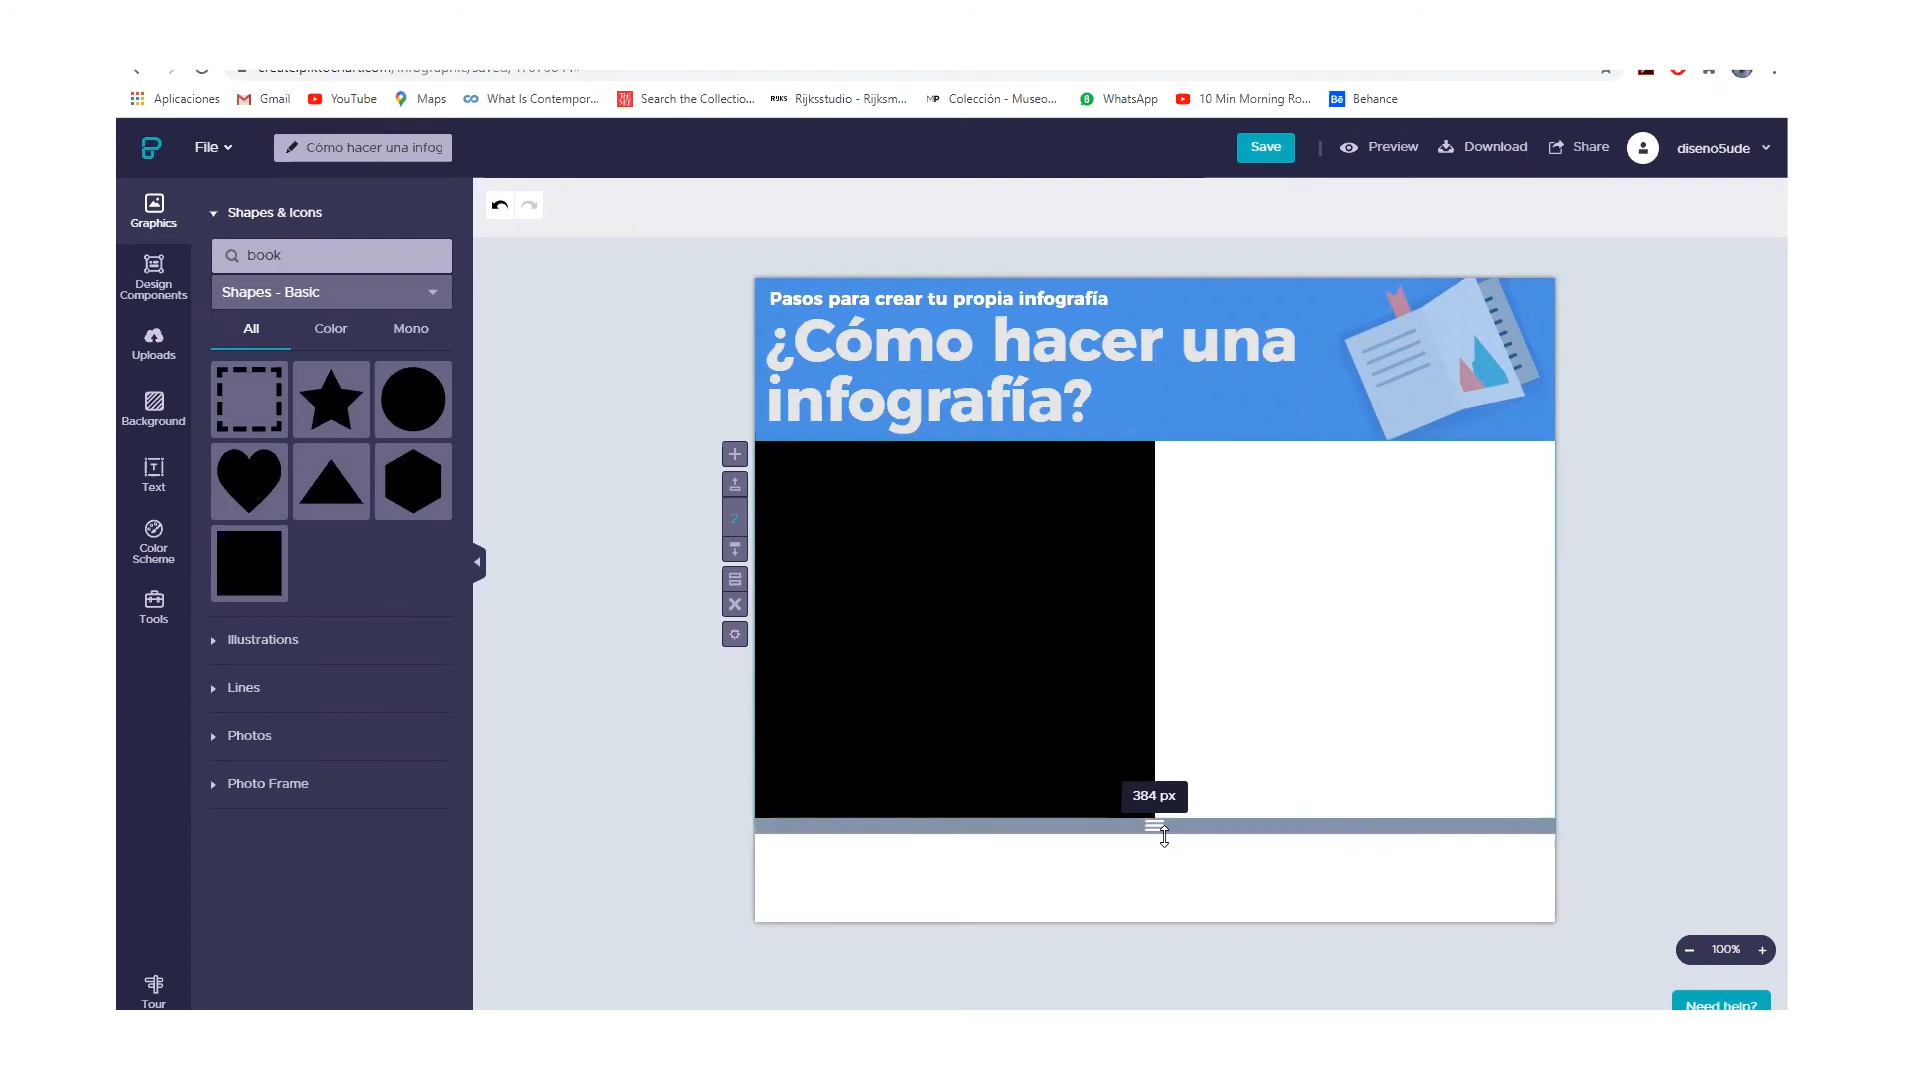 Aplicaciones
Gmail
YouTube
Maps
What Is Contempor...
Search the Collectio...
Rijksstudio - Rijksm...
Colección - Museo...
WhatsApp
10 Min Morning Ro...
Behance
File
Cómo hacer una infog
Save
Preview
Download
Share
diseno5ude
Graphics
Design
Components
Uploads
Background
Text
Color
Scheme
Tools
Tour
Shapes & Icons
book
Shapes - Basic
All
Color
Mono
Illustrations
Lines
Photos
Photo Frame
Pasos para crear tu propia infografía
¿Cómo hacer una
infografía?
2
384 px
100%
Need help?